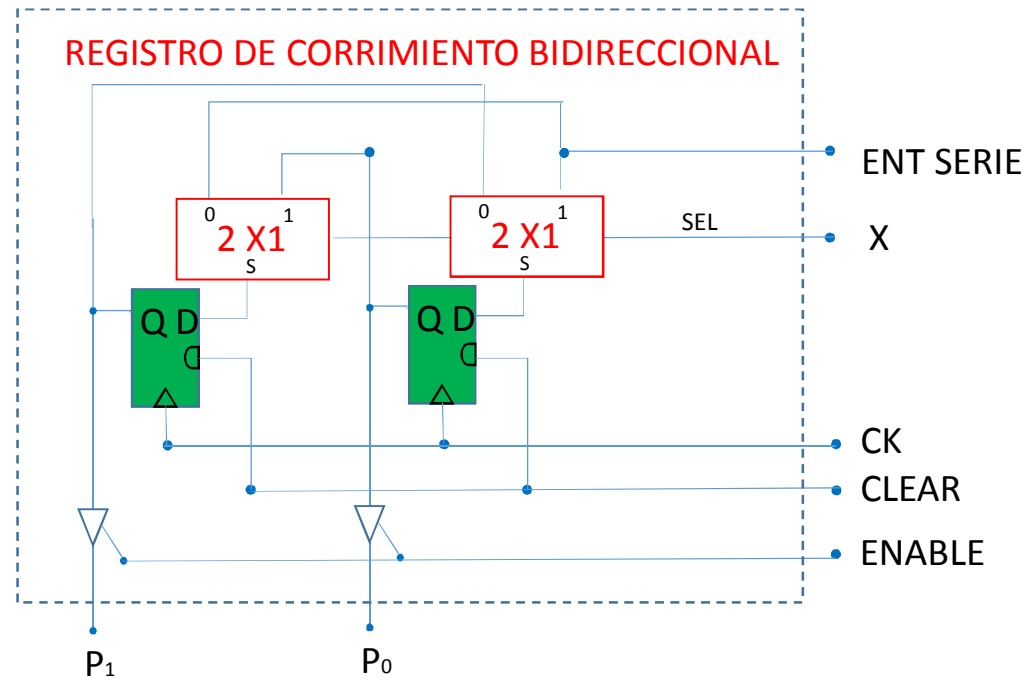 REGISTRO DE CORRIMIENTO BIDIRECCIONAL
ENT SERIE
0 1
2 X1
S
0 1
2 X1
S
SEL
X
Q D
Q D
CK
CLEAR
ENABLE
P1
P0